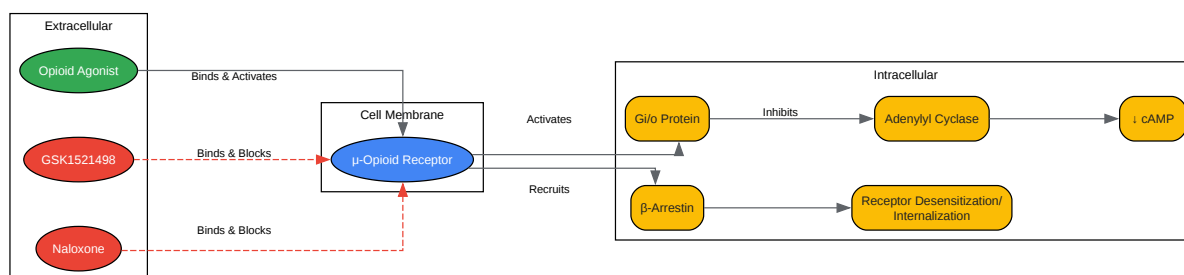 Extracellular
Opioid Agonist
GSK1521498
Naloxone
Binds & Activates
Binds & Blocks
Binds & Blocks
Cell Membrane
μ-Opioid Receptor
Activates
Recruits
Intracellular
Gi/o Protein
Inhibits
Adenylyl Cyclase
↓ cAMP
β-Arrestin
Receptor Desensitization/
Internalization